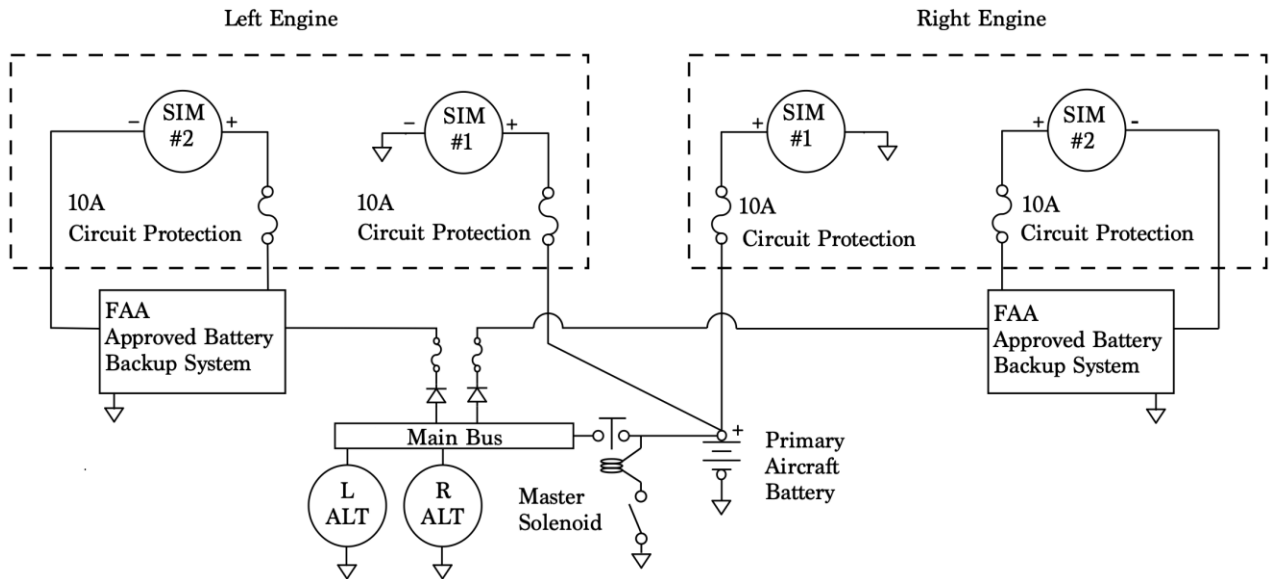 Left Engine
Right Engine
SIM
#2
− +
SIM
#1
− +
SIM
#1
+
SIM
#2
+ -
10A
Circuit Protection
10A
Circuit Protection
10A
Circuit Protection
10A
Circuit Protection
FAA
Approved Battery
Backup System
FAA
Approved Battery
Backup System
Main Bus
+
Primary
Aircraft
Battery
L
ALT
R
ALT
Master
Solenoid